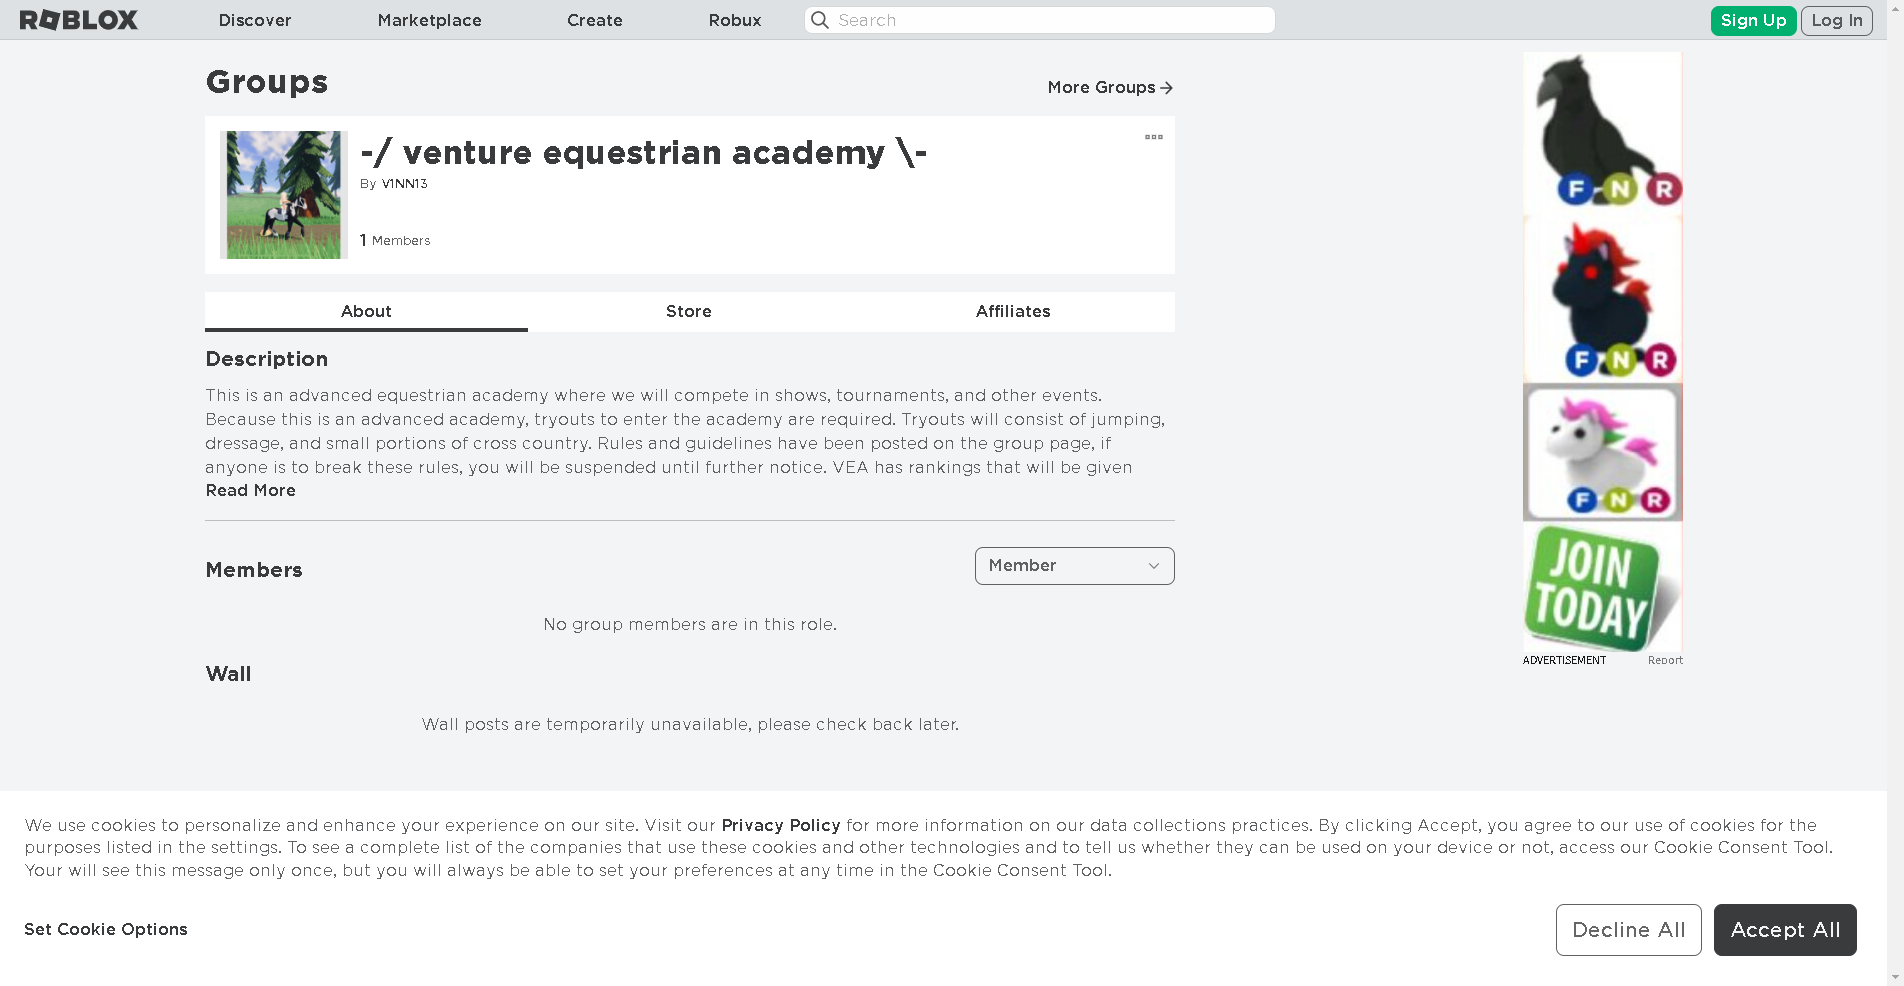 ROBLOX
Discover
Marketplace
Create
Robux
Search
Sign Up
Log In
Groups
More Groups
-/ venture equestrian academy \-
By V1NN13
1 Members
About
Store
Affiliates
Description
This is an advanced equestrian academy where we will compete in shows, tournaments, and other events.
Because this is an advanced academy, tryouts to enter the academy are required. Tryouts will consist of jumping,
dressage, and small portions of cross country. Rules and guidelines have been posted on the group page, if
anyone is to break these rules, you will be suspended until further notice. VEA has rankings that will be given
Read More
Members
Member
No group members are in this role.
Wall
Wall posts are temporarily unavailable, please check back later.
F N R
F N R
F N R
JOIN
TODAY
ADVERTISEMENT
Report
We use cookies to personalize and enhance your experience on our site. Visit our Privacy Policy for more information on our data collections practices. By clicking Accept, you agree to our use of cookies for the
purposes listed in the settings. To see a complete list of the companies that use these cookies and other technologies and to tell us whether they can be used on your device or not, access our Cookie Consent Tool.
Your will see this message only once, but you will always be able to set your preferences at any time in the Cookie Consent Tool.
Set Cookie Options
Decline All
Accept All